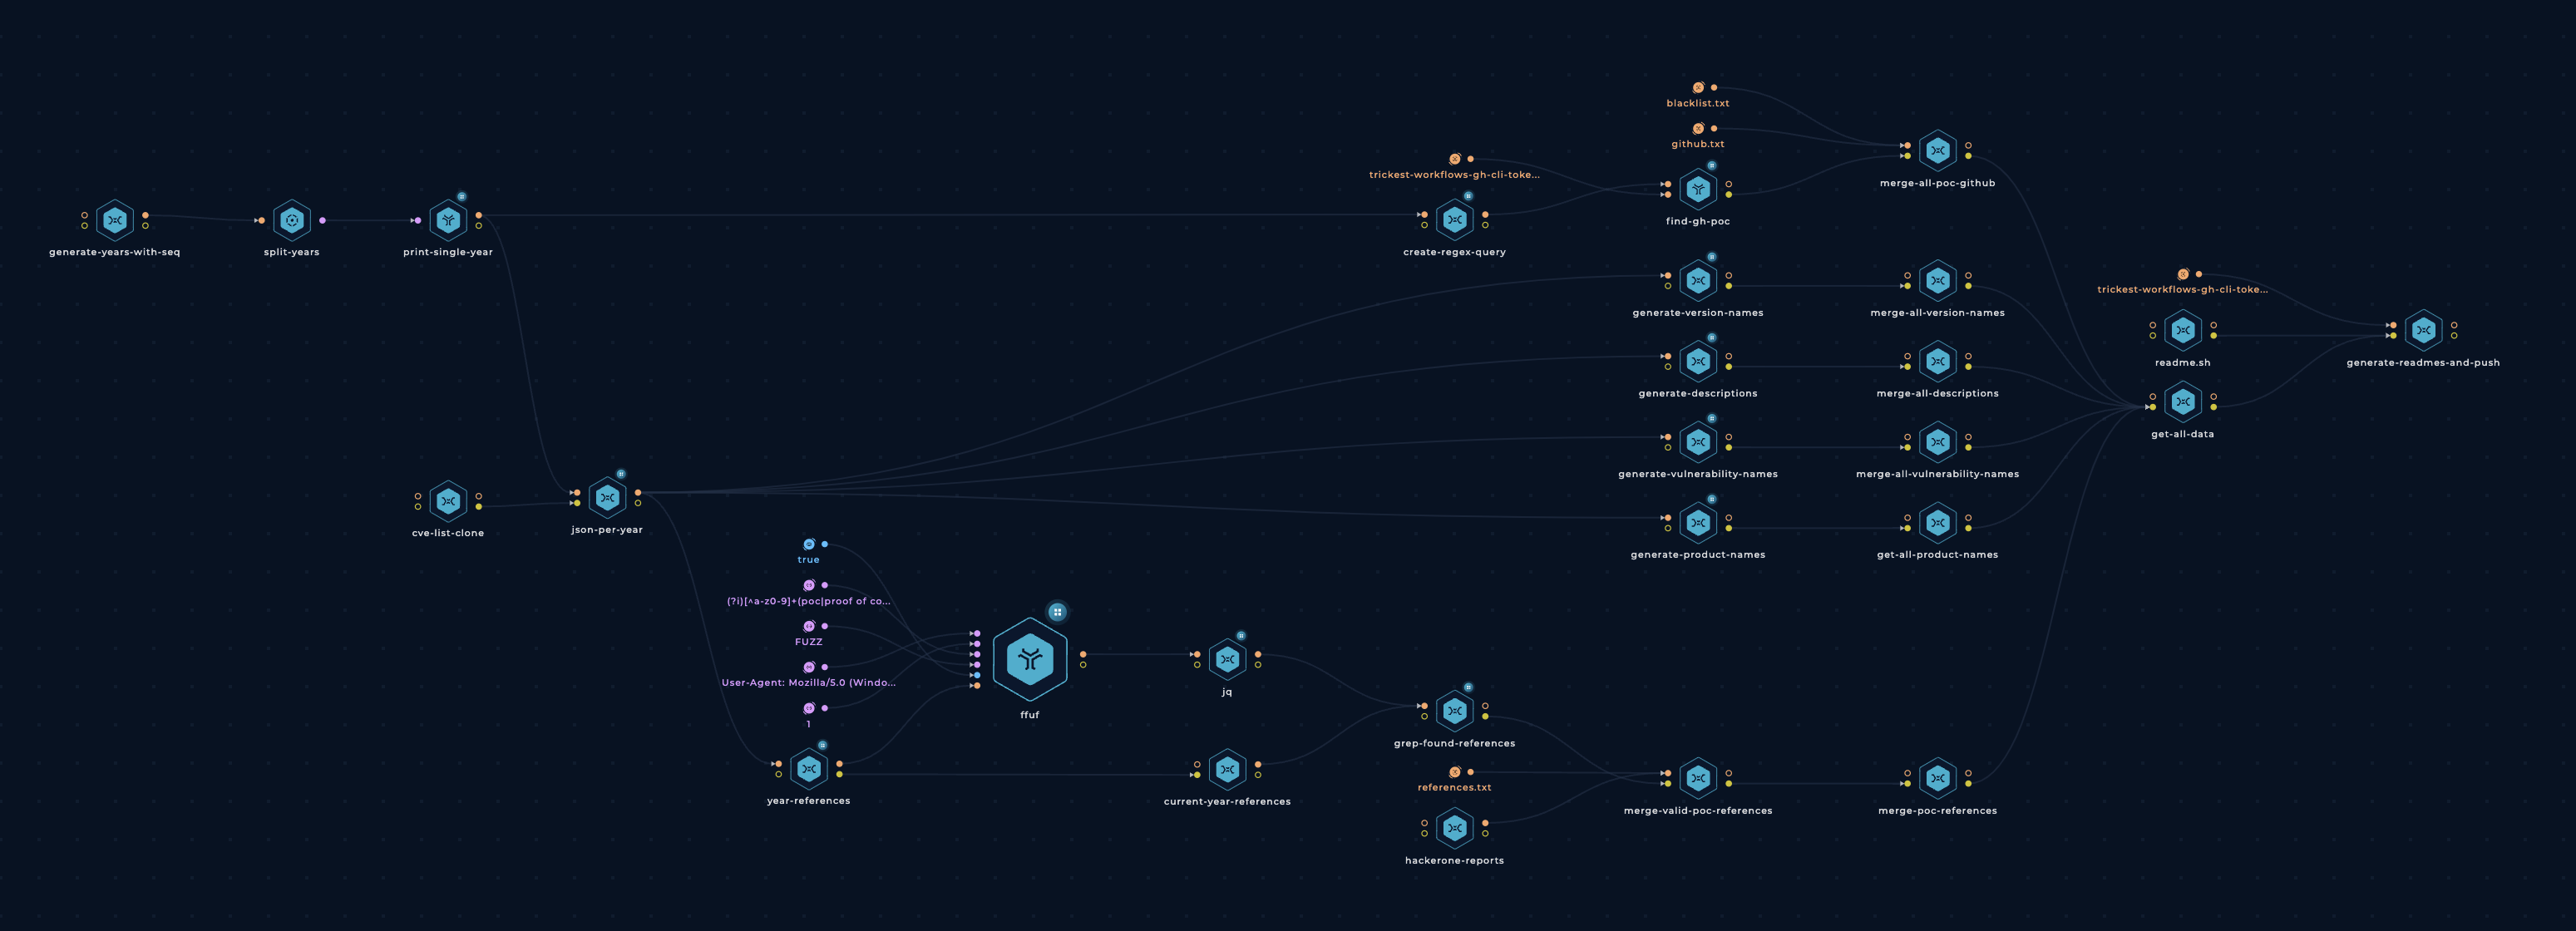 blacklist.txt
github.txt
trickest-workflows-gh-cli-toke...
merge-all-poc-github
find-gh-poc
generate-years-with-seq
split-years
print-single-year
create-regex-query
trickest-workflows-gh-cli-toke...
generate-version-names
merge-all-version-names
readme.sh
generate-readmes-and-push
generate-descriptions
merge-all-descriptions
get-all-data
generate-vulnerability-names
merge-all-vulnerability-names
cve-list-clone
json-per-year
generate-product-names
get-all-product-names
true
(?i)[^a-z0-9]+(poc|proof of co...
FUZZ
User-Agent: Mozilla/5.0 (Windo...
1
ffuf
jq
grep-found-references
references.txt
year-references
current-year-references
merge-valid-poc-references
merge-poc-references
hackerone-reports